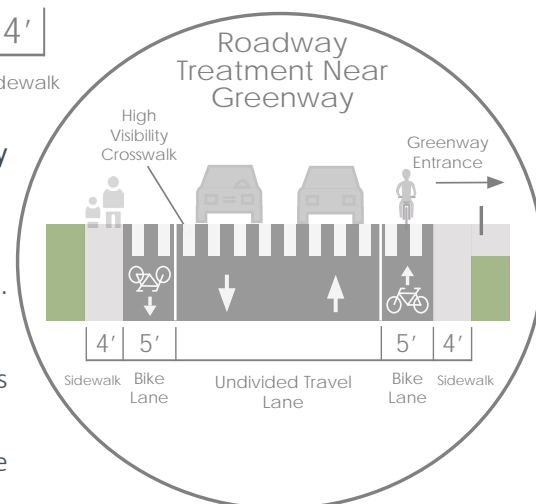 4’
dewalk
y
.
s
e
Roadway
Treatment Near
Greenway
High
Visibility
Crosswalk
Greenway
Entrance
4’ 5’ 5’ 4’
Sidewalk Bike Lane Undivided Travel Lane Bike Lane Sidewalk